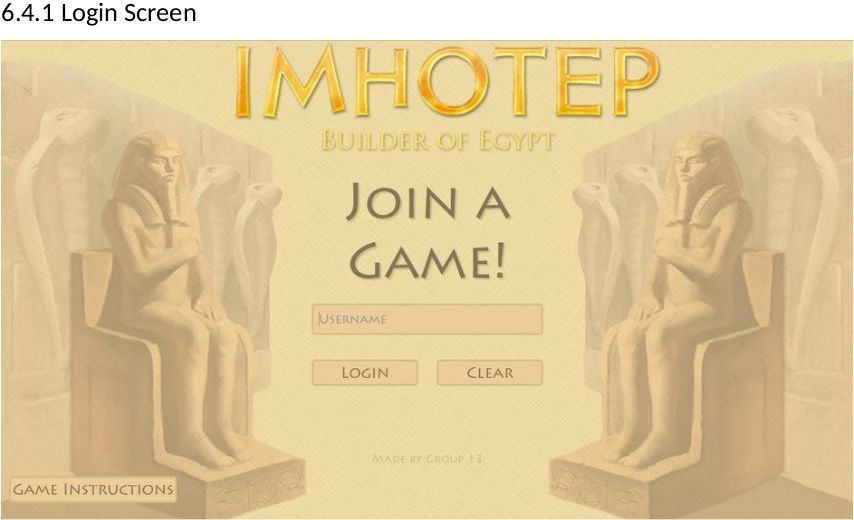 6.4.1 Login Screen
IMHOTEP
Builder of Egypt
Join a
Game!
Username
Login Clear
Made by Group 13
Game Instructions